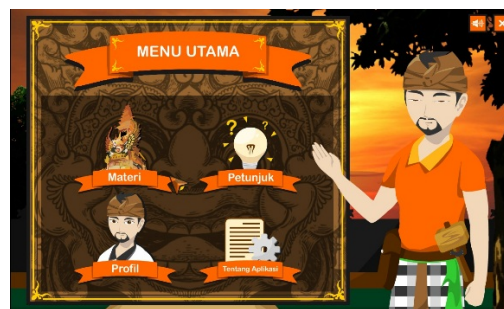 MENU UTAMA
Materi
Petunjuk
Profil
Tentang Aplikasi